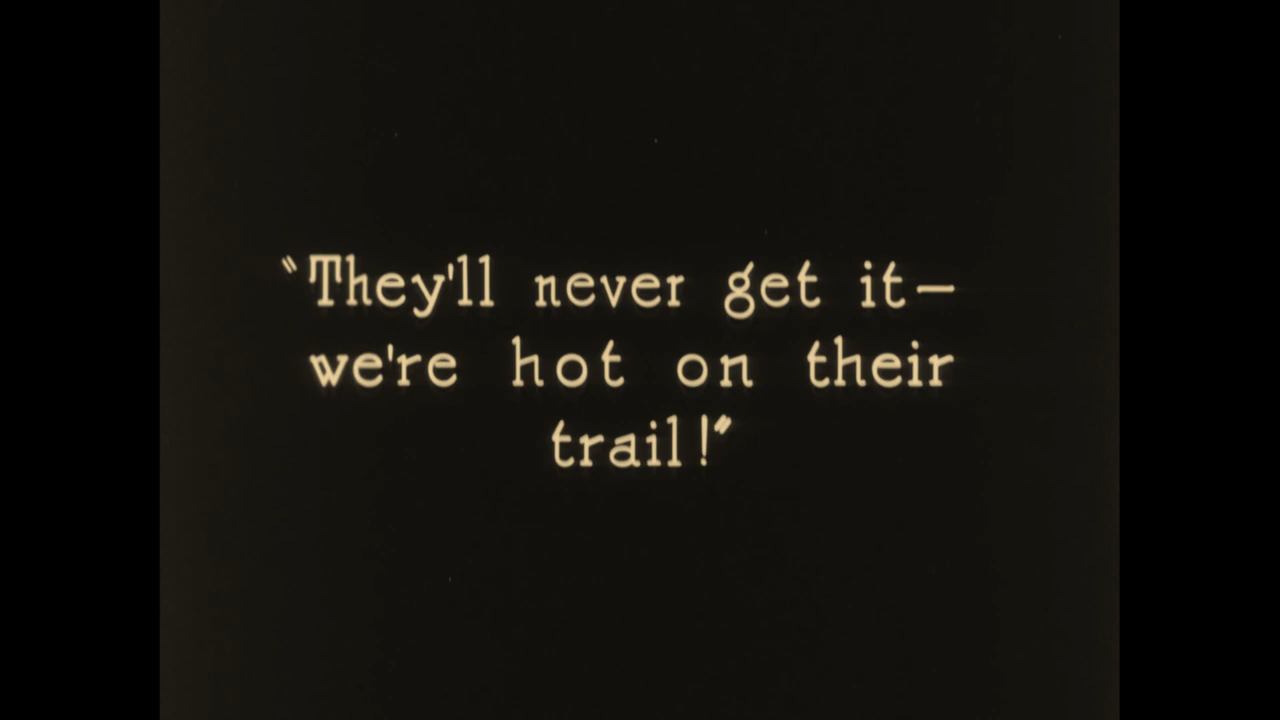 “They'll never get it—
we're hot on their
trail!”